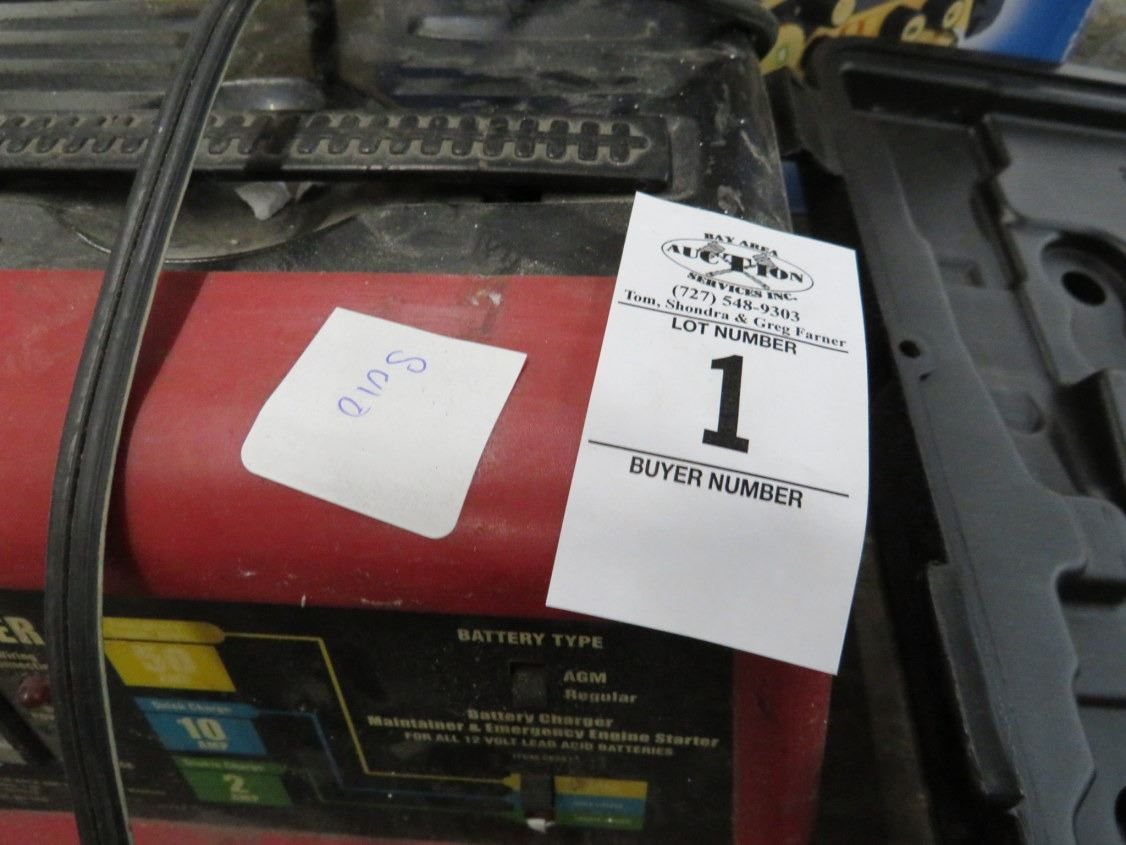 BAY AREA
AUCTION
SERVICES INC.
(727) 548-9303
Tom, Shondra & Greg Farner
LOT NUMBER
1
BUYER NUMBER
ER
50
Quick Charge
10
AMP
2
AMP
BATTERY TYPE
AGM
Regular
Battery Charger
Maintainer & Emergency Engine Starter
FOR ALL 12 VOLT LEAD ACID BATTERIES